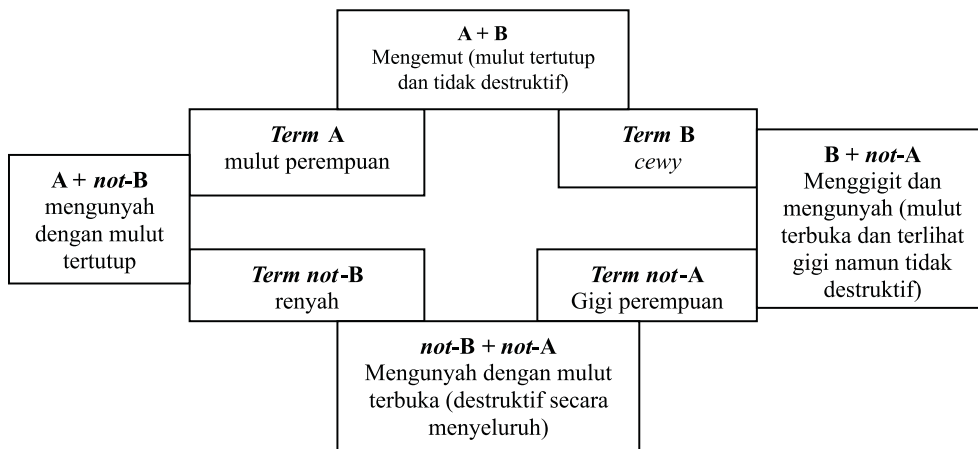 A + B
Mengemut (mulut tertutup
dan tidak destruktif)
Term A
mulut perempuan
Term B
cewy
A + not-B
mengunyah
dengan mulut
tertutup
B + not-A
Menggigit dan
mengunyah (mulut
terbuka dan terlihat
gigi namun tidak
destruktif)
Term not-B
renyah
Term not-A
Gigi perempuan
not-B + not-A
Mengunyah dengan mulut
terbuka (destruktif secara
menyeluruh)